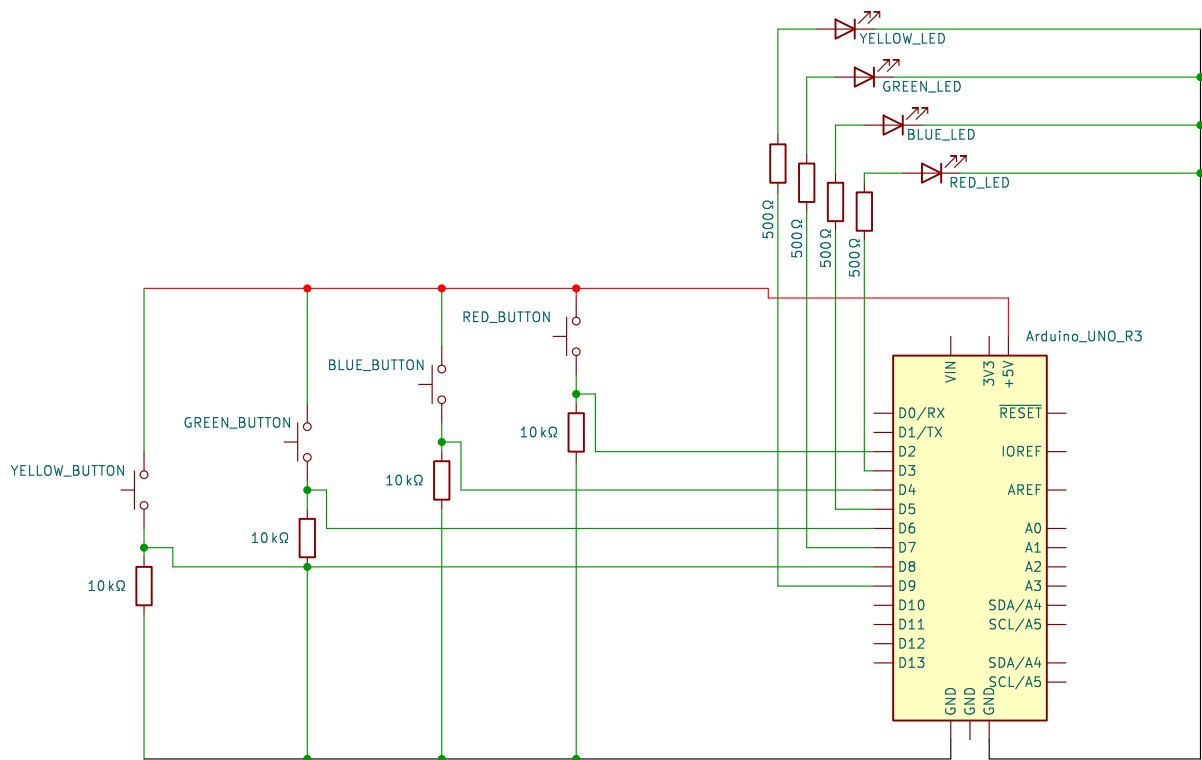 YELLOW_LED
GREEN_LED
BLUE_LED
RED_LED
500Ω
500Ω
500Ω
500Ω
RED_BUTTON
BLUE_BUTTON
GREEN_BUTTON
YELLOW_BUTTON
10kΩ
10kΩ
10kΩ
10kΩ
Arduino_UNO_R3
VIN
3V3
+5V
D0/RX
D1/TX
D2
D3
D4
D5
D6
D7
D8
D9
D10
D11
D12
D13
RESET
IOREF
AREF
A0
A1
A2
A3
SDA/A4
SCL/A5
SDA/A4
SCL/A5
GND
GND
GND